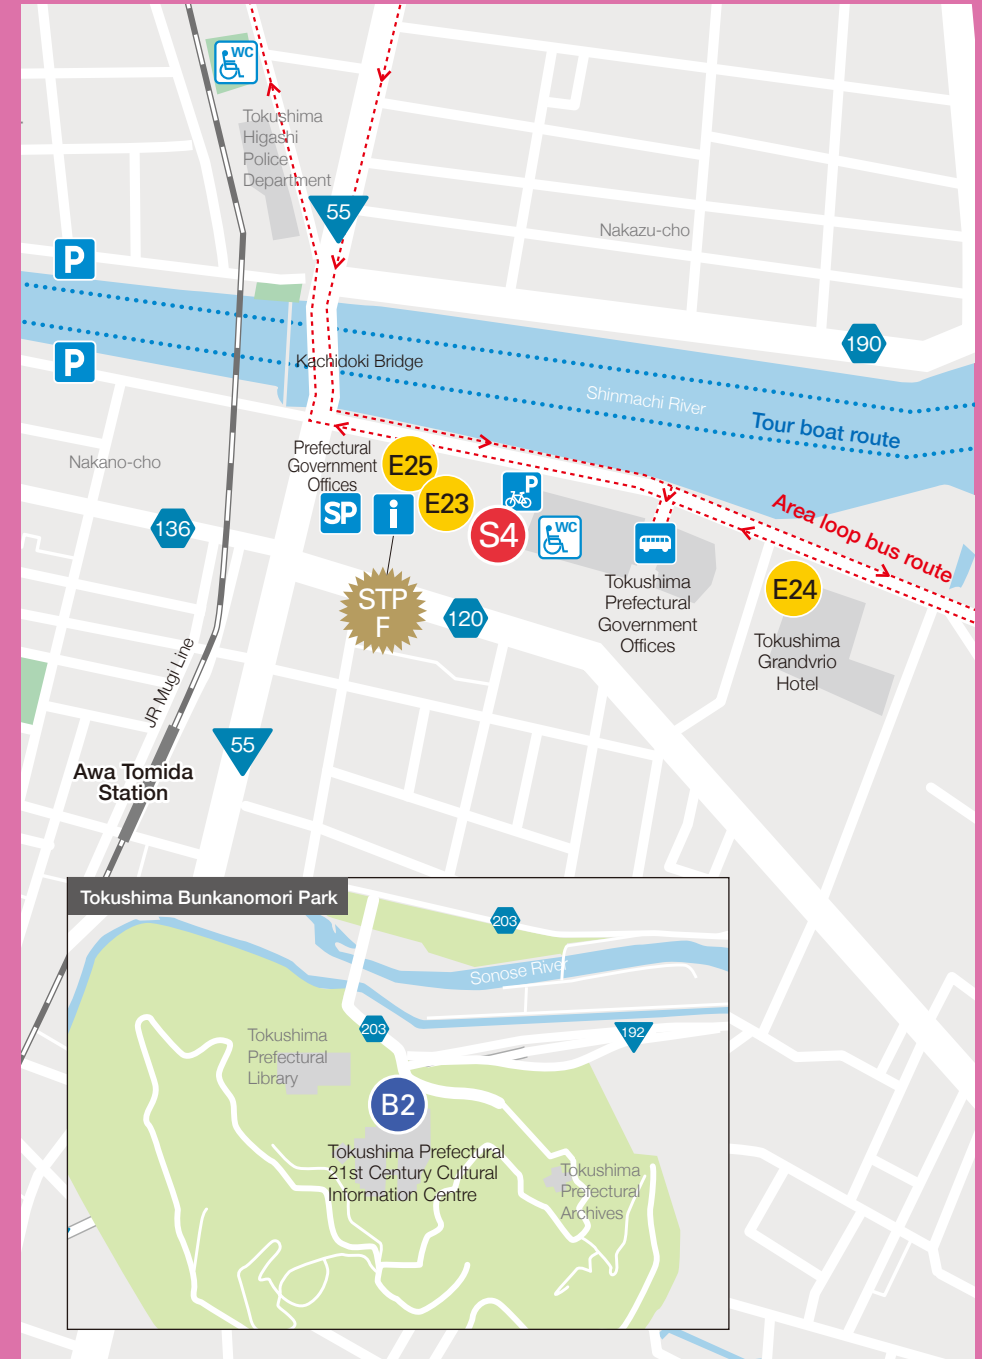 WC
Tokushima
Higashi
Police
Department
55
Nakazu-cho
P
190
P
Kachidoki Bridge
Shinmachi River
Tour boat route
Prefectural
Government
Offices
E25
Nakano-cho
SP
i
E23
P
S4
WC
136
Area loop bus route
STP
F
120
Tokushima
Prefectural
Government
Offices
E24
Tokushima
Grandvrio
Hotel
JR Mugi Line
55
Awa Tomida
Station
Tokushima Bunkanomori Park
203
Sonose River
203
192
Tokushima
Prefectural
Library
B2
Tokushima Prefectural
21st Century Cultural
Information Centre
Tokushima
Prefectural
Archives